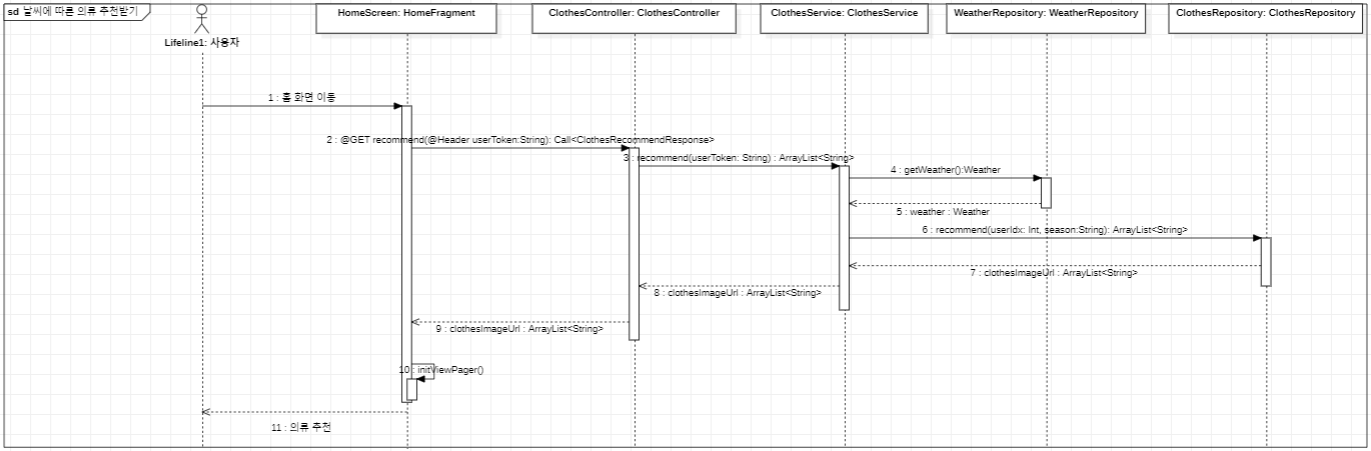 sd 날씨에 따른 의류 추천받기
Lifeline1: 사용자
HomeScreen: HomeFragment
ClothesController: ClothesController
ClothesService: ClothesService
WeatherRepository: WeatherRepository
ClothesRepository: ClothesRepository
1 : 홈 화면 이동
2 : @GET recommend(@Header userToken:String): Call<ClothesRecommendResponse>
3 : recommend(userToken: String) : ArrayList<String>
4 : getWeather():Weather
5 : weather : Weather
6 : recommend(userIdx: Int, season:String): ArrayList<String>
7 : clothesImageUrl : ArrayList<String>
8 : clothesImageUrl : ArrayList<String>
9 : clothesImageUrl : ArrayList<String>
10 : initViewPager()
11 : 의류 추천